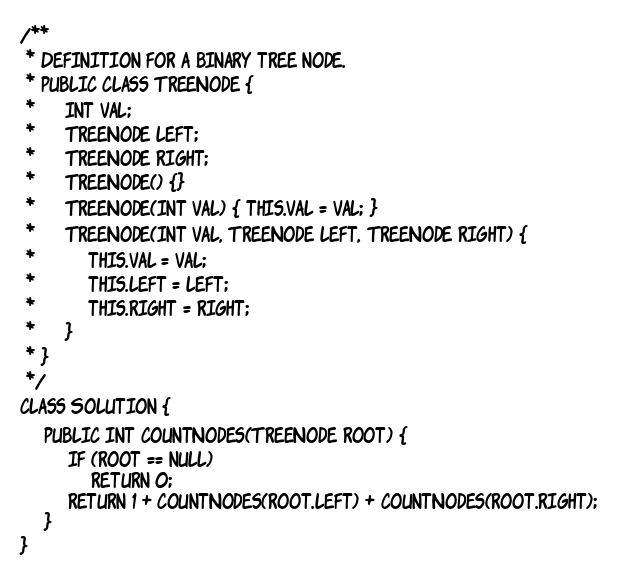 /**
 * DEFINITION FOR A BINARY TREE NODE.
 * PUBLIC CLASS TREENODE {
 *     INT VAL;
 *     TREENODE LEFT;
 *     TREENODE RIGHT;
 *     TREENODE() {}
 *     TREENODE(INT VAL) { THIS.VAL = VAL; }
 *     TREENODE(INT VAL, TREENODE LEFT, TREENODE RIGHT) {
 *         THIS.VAL = VAL;
 *         THIS.LEFT = LEFT;
 *         THIS.RIGHT = RIGHT;
 *     }
 * }
 */
CLASS SOLUTION {
    PUBLIC INT COUNTNODES(TREENODE ROOT) {
        IF (ROOT == NULL)
            RETURN 0;
        RETURN 1 + COUNTNODES(ROOT.LEFT) + COUNTNODES(ROOT.RIGHT);
    }
}